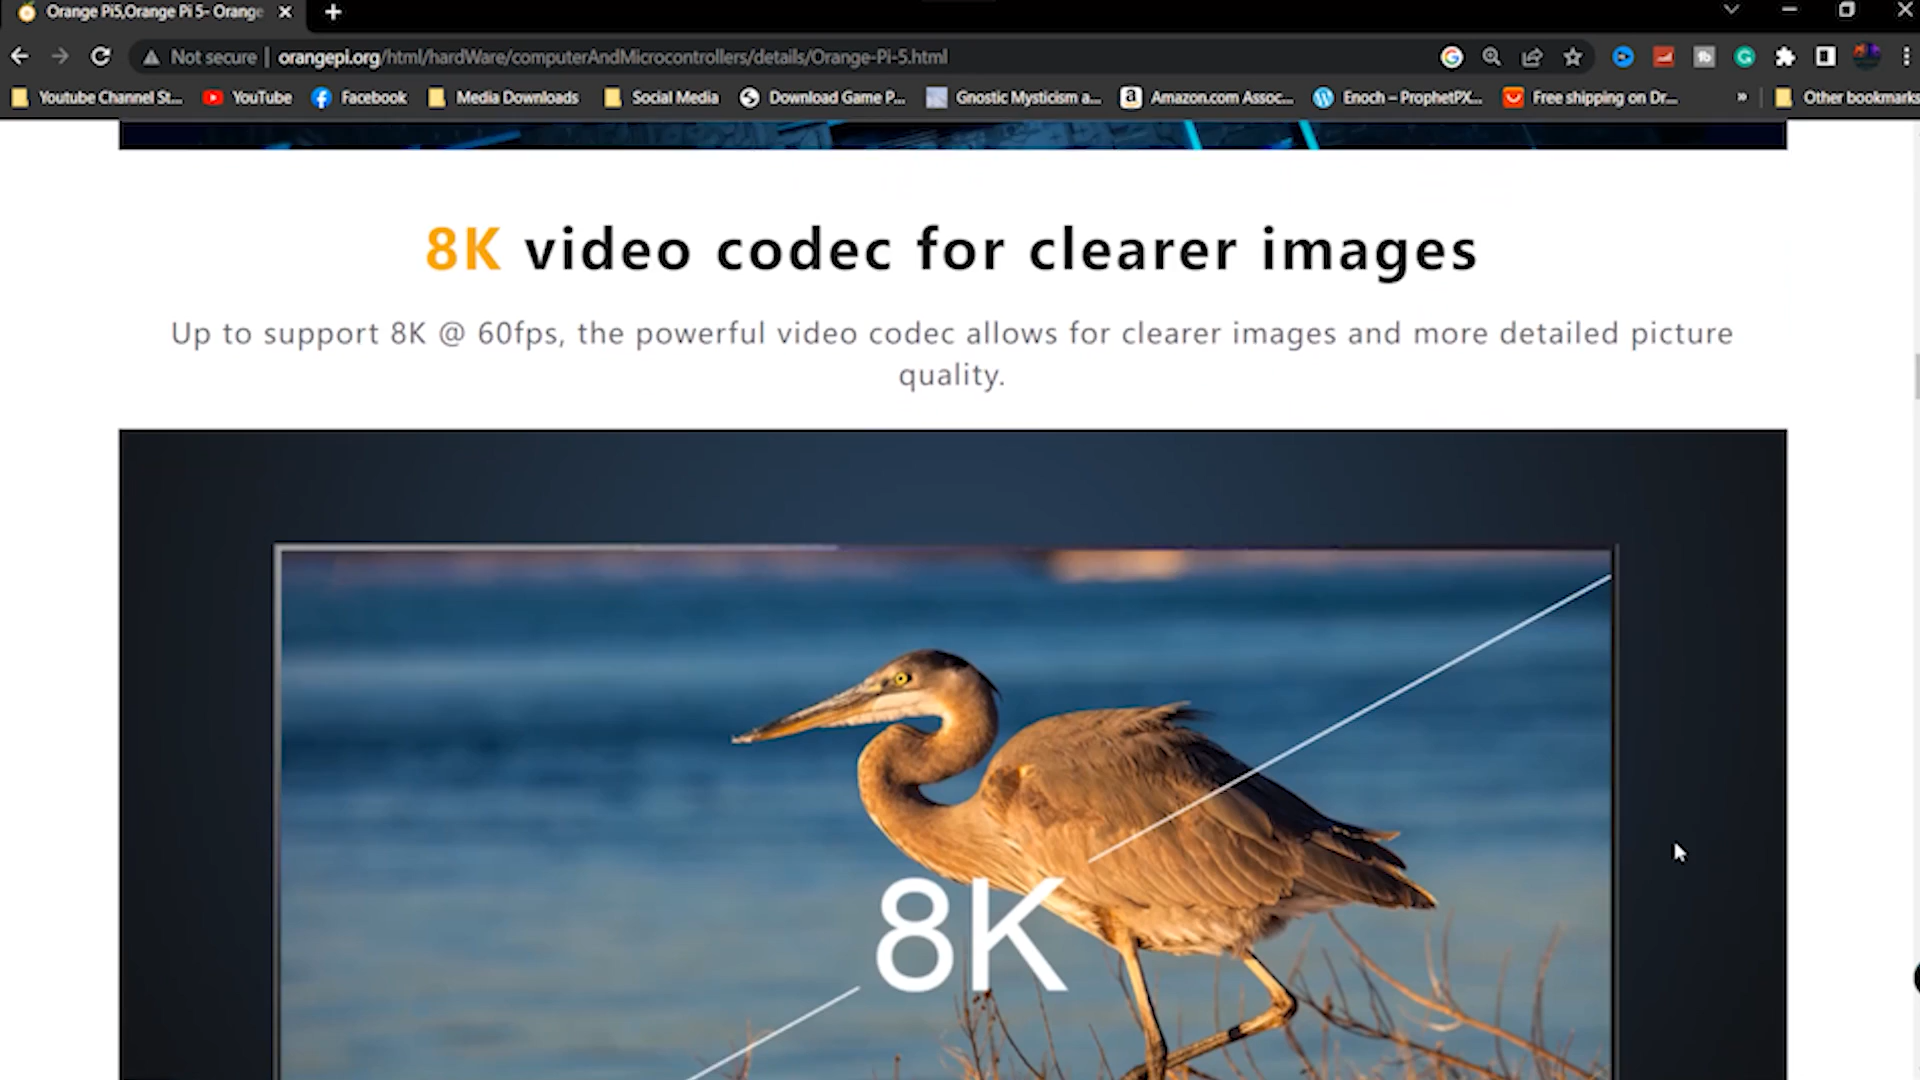 Orange Pi5,Orange Pi 5- Orange
Not secure | orangepi.org/html/hardWare/computerAndMicrocontrollers/details/Orange-Pi-5.html
Youtube Channel St... YouTube Facebook Media Downloads Social Media Download Game P... Gnostic Mysticism a... Amazon.com Assoc... Enoch – ProphetPX... Free shipping on Dr... » Other bookmarks
8K video codec for clearer images
Up to support 8K @ 60fps, the powerful video codec allows for clearer images and more detailed picture
quality.
8K